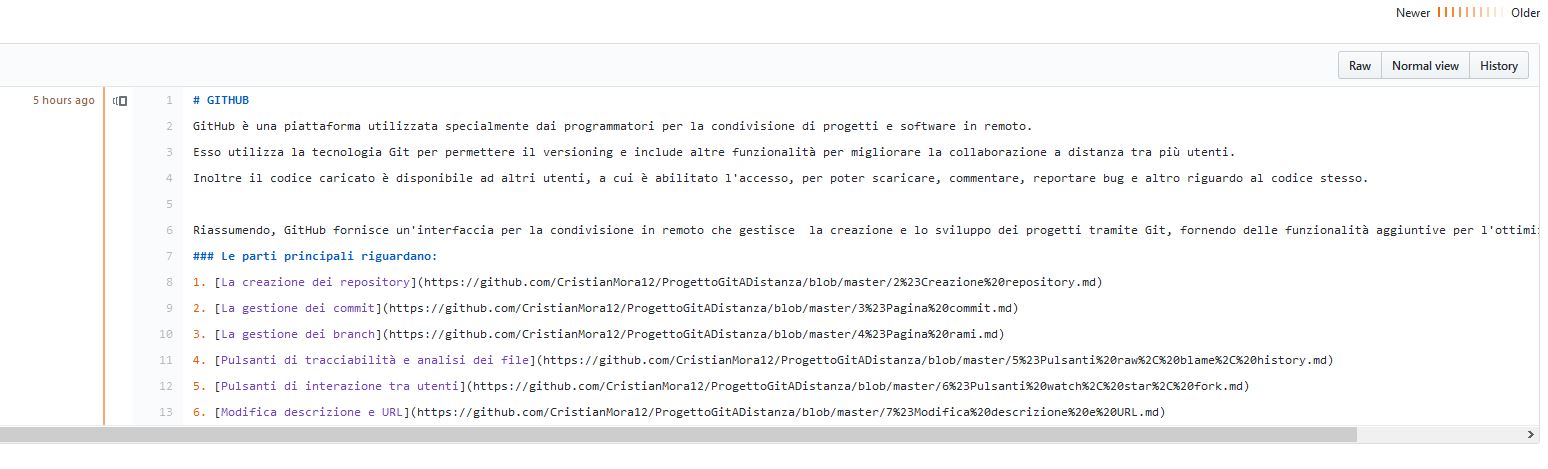 Newer Older
Raw Normal view History
5 hours ago 1 # GITHUB
2 GitHub è una piattaforma utilizzata specialmente dai programmatori per la condivisione di progetti e software in remoto.
3 Esso utilizza la tecnologia Git per permettere il versioning e include altre funzionalità per migliorare la collaborazione a distanza tra più utenti.
4 Inoltre il codice caricato è disponibile ad altri utenti, a cui è abilitato l'accesso, per poter scaricare, commentare, reportare bug e altro riguardo al codice stesso.
5
6 Riassumendo, GitHub fornisce un'interfaccia per la condivisione in remoto che gestisce  la creazione e lo sviluppo dei progetti tramite Git, fornendo delle funzionalità aggiuntive per l'ottimi
7 ### Le parti principali riguardano:
8 1. [La creazione dei repository](https://github.com/CristianMora12/ProgettoGitADistanza/blob/master/2%23Creazione%20repository.md)
9 2. [La gestione dei commit](https://github.com/CristianMora12/ProgettoGitADistanza/blob/master/3%23Pagina%20commit.md)
10 3. [La gestione dei branch](https://github.com/CristianMora12/ProgettoGitADistanza/blob/master/4%23Pagina%20rami.md)
11 4. [Pulsanti di tracciabilità e analisi dei file](https://github.com/CristianMora12/ProgettoGitADistanza/blob/master/5%23Pulsanti%20raw%2C%20blame%2C%20history.md)
12 5. [Pulsanti di interazione tra utenti](https://github.com/CristianMora12/ProgettoGitADistanza/blob/master/6%23Pulsanti%20watch%2C%20star%2C%20fork.md)
13 6. [Modifica descrizione e URL](https://github.com/CristianMora12/ProgettoGitADistanza/blob/master/7%23Modifica%20descrizione%20e%20URL.md)